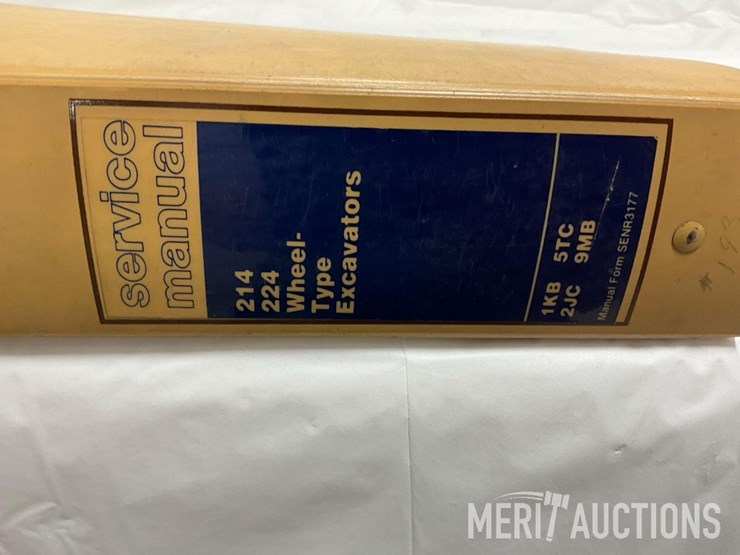 service
manual
214
224
Wheel-
Type
Excavators
1KB 5TC
2JC 9MB
Manual Form SENR3177
MERIT AUCTIONS